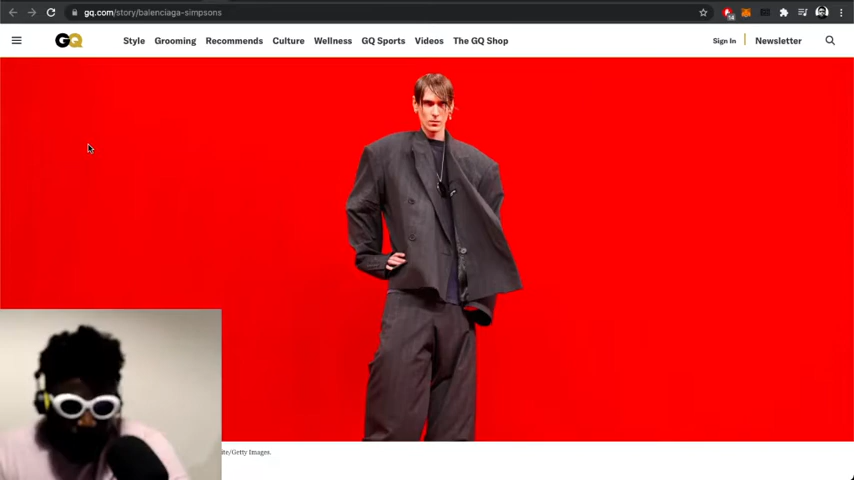 gq.com/story/balenciaga-simpsons
14
GQ
Style Grooming Recommends Culture Wellness GQ Sports Videos The GQ Shop
Sign In
Newsletter
/Getty Images.